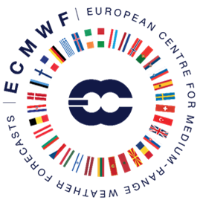 ECMWF | EUROPEAN CENTRE FOR MEDIUM-RANGE WEATHER FORECASTS |